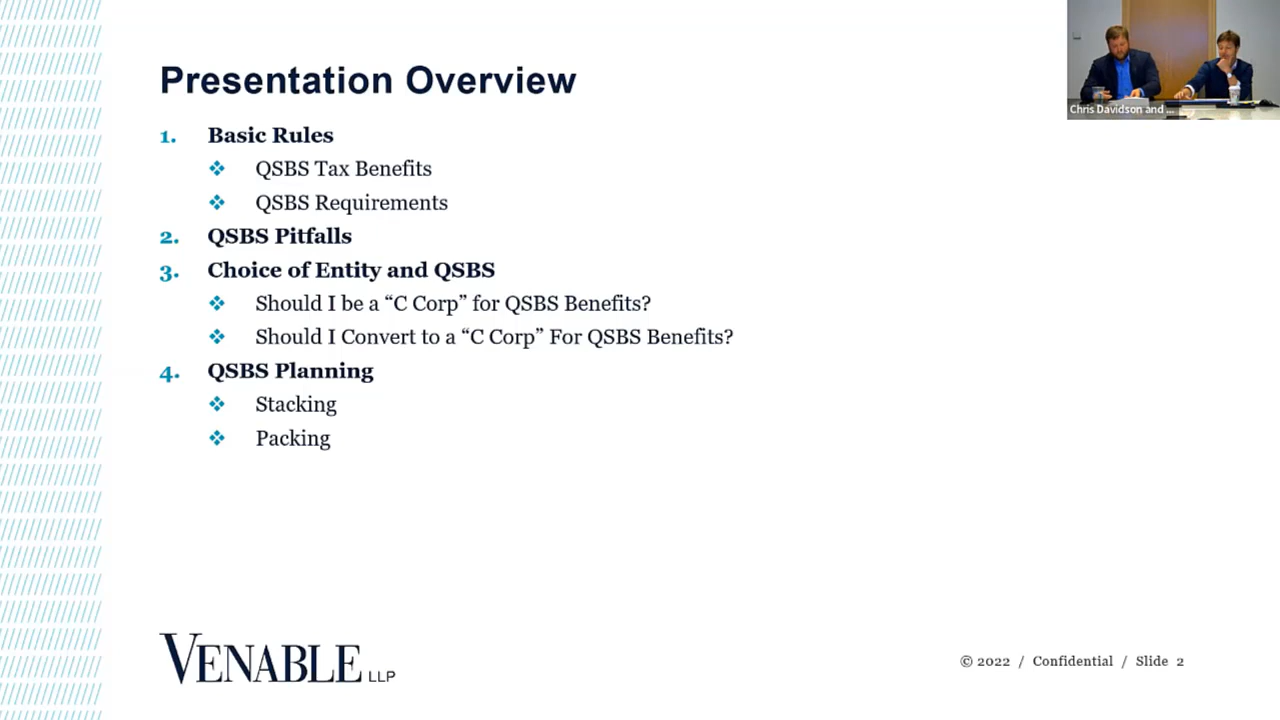 Presentation Overview
Chris Davidson and ...
1. Basic Rules
❖ QSBS Tax Benefits
❖ QSBS Requirements
2. QSBS Pitfalls
3. Choice of Entity and QSBS
❖ Should I be a “C Corp” for QSBS Benefits?
❖ Should I Convert to a “C Corp” For QSBS Benefits?
4. QSBS Planning
❖ Stacking
❖ Packing
VENABLE LLP
© 2022 / Confidential / Slide 2